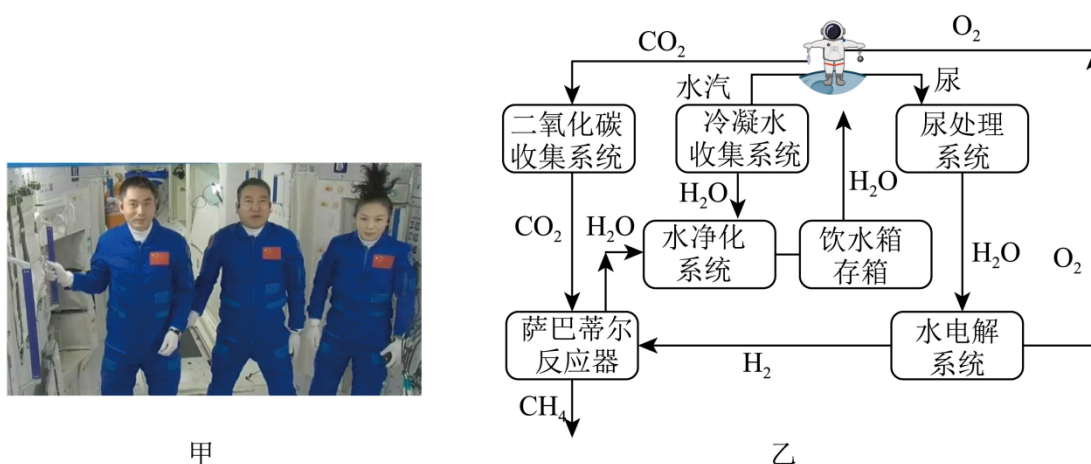 CO₂
O₂
水汽
尿
二氧化碳
收集系统
冷凝水
收集系统
尿处理
系统
H₂O
H₂O
CO₂
H₂O
水净化
系统
饮水箱
存箱
H₂O
O₂
萨巴蒂尔
反应器
水电解
系统
H₂
CH₄
甲
乙